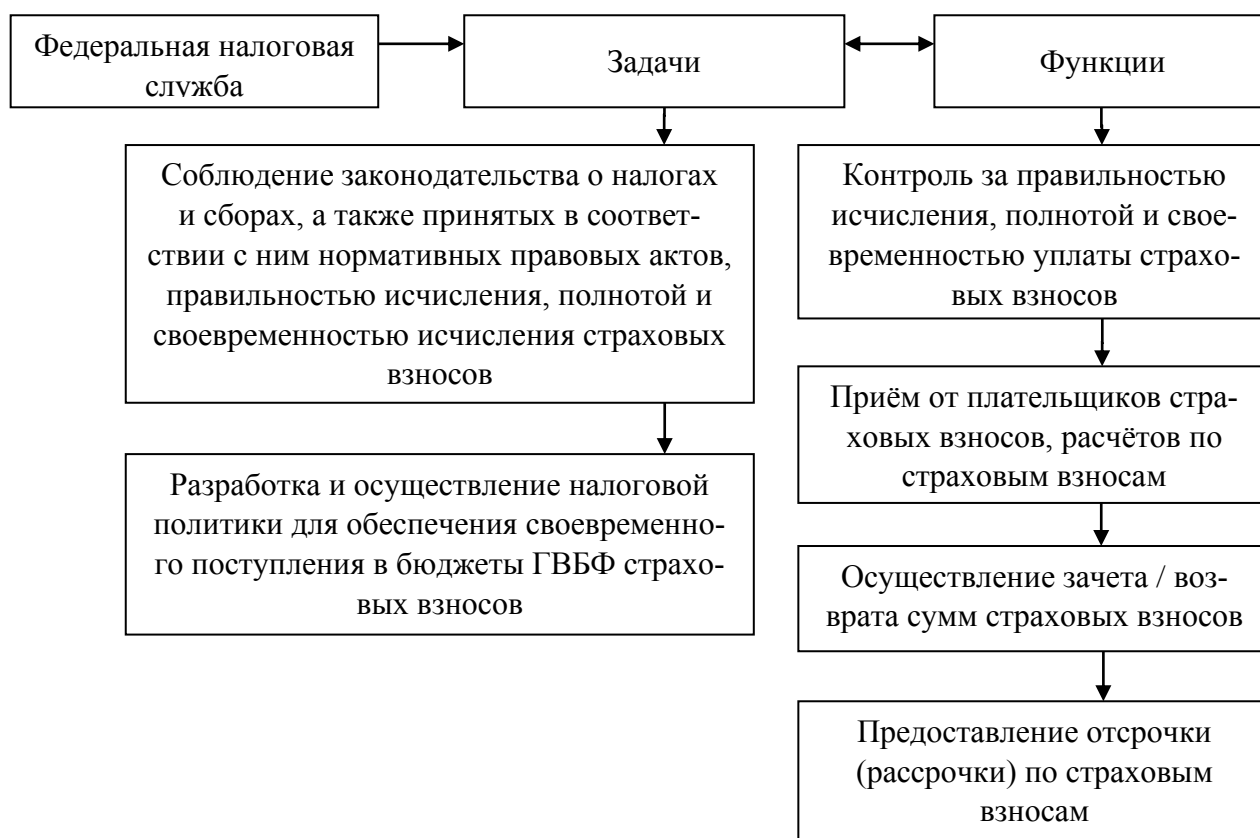 Федеральная налоговая
служба
Задачи
Функции
Соблюдение законодательства о налогах
и сборах, а также принятых в соответ-
ствии с ним нормативных правовых актов,
правильностью исчисления, полнотой и
своевременностью исчисления страховых
взносов
Разработка и осуществление налоговой
политики для обеспечения своевременно-
го поступления в бюджеты ГВБФ страхо-
вых взносов
Контроль за правильностью
исчисления, полнотой и свое-
временностью уплаты страхо-
вых взносов
Приём от плательщиков стра-
ховых взносов, расчётов по
страховым взносам
Осуществление зачета / воз-
врата сумм страховых взносов
Предоставление отсрочки
(рассрочки) по страховым
взносам